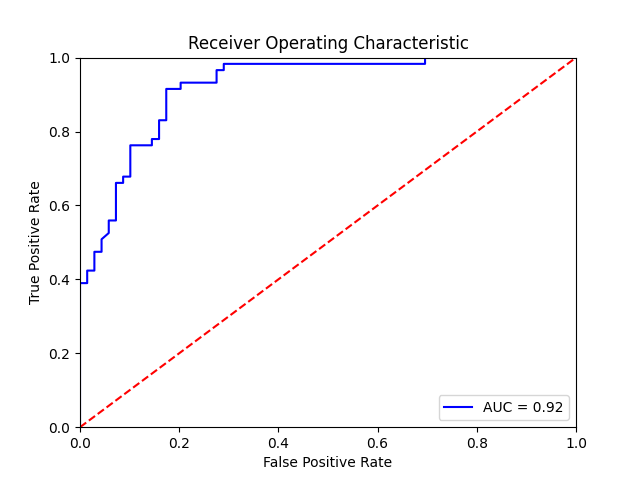 Receiver Operating Characteristic
1.0
0.8
0.6
0.4
0.2
0.0
True Positive Rate
AUC = 0.92
0.0 0.2 0.4 0.6 0.8 1.0
False Positive Rate